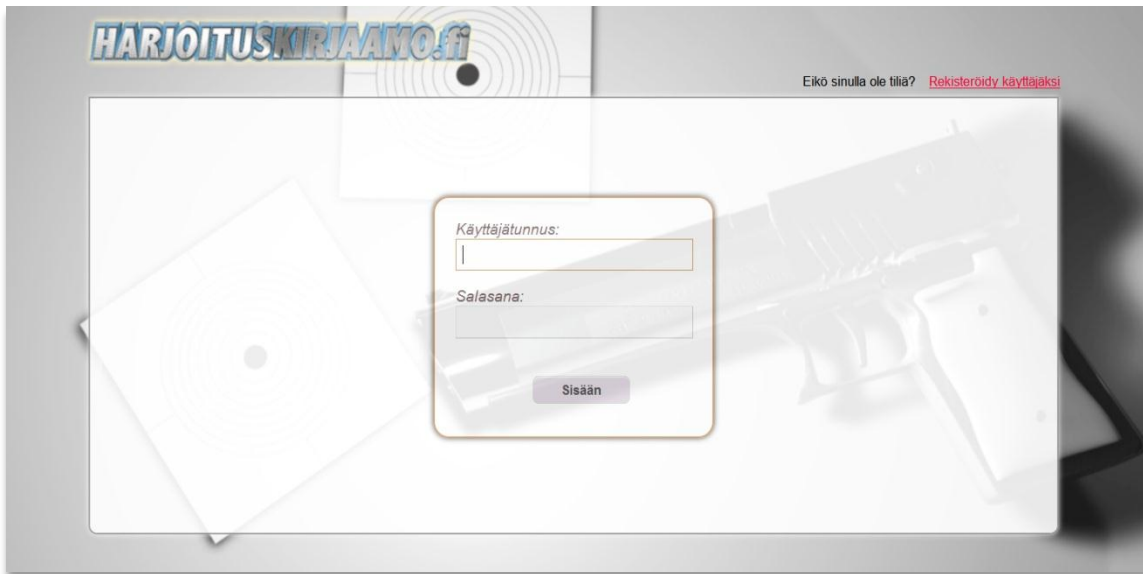 HARJOITUSKIRJAAMO.fi
Eikö sinulla ole tiliä? Rekisteröidy käyttäjäksi
Käyttäjätunnus:
Salasana:
Sisään